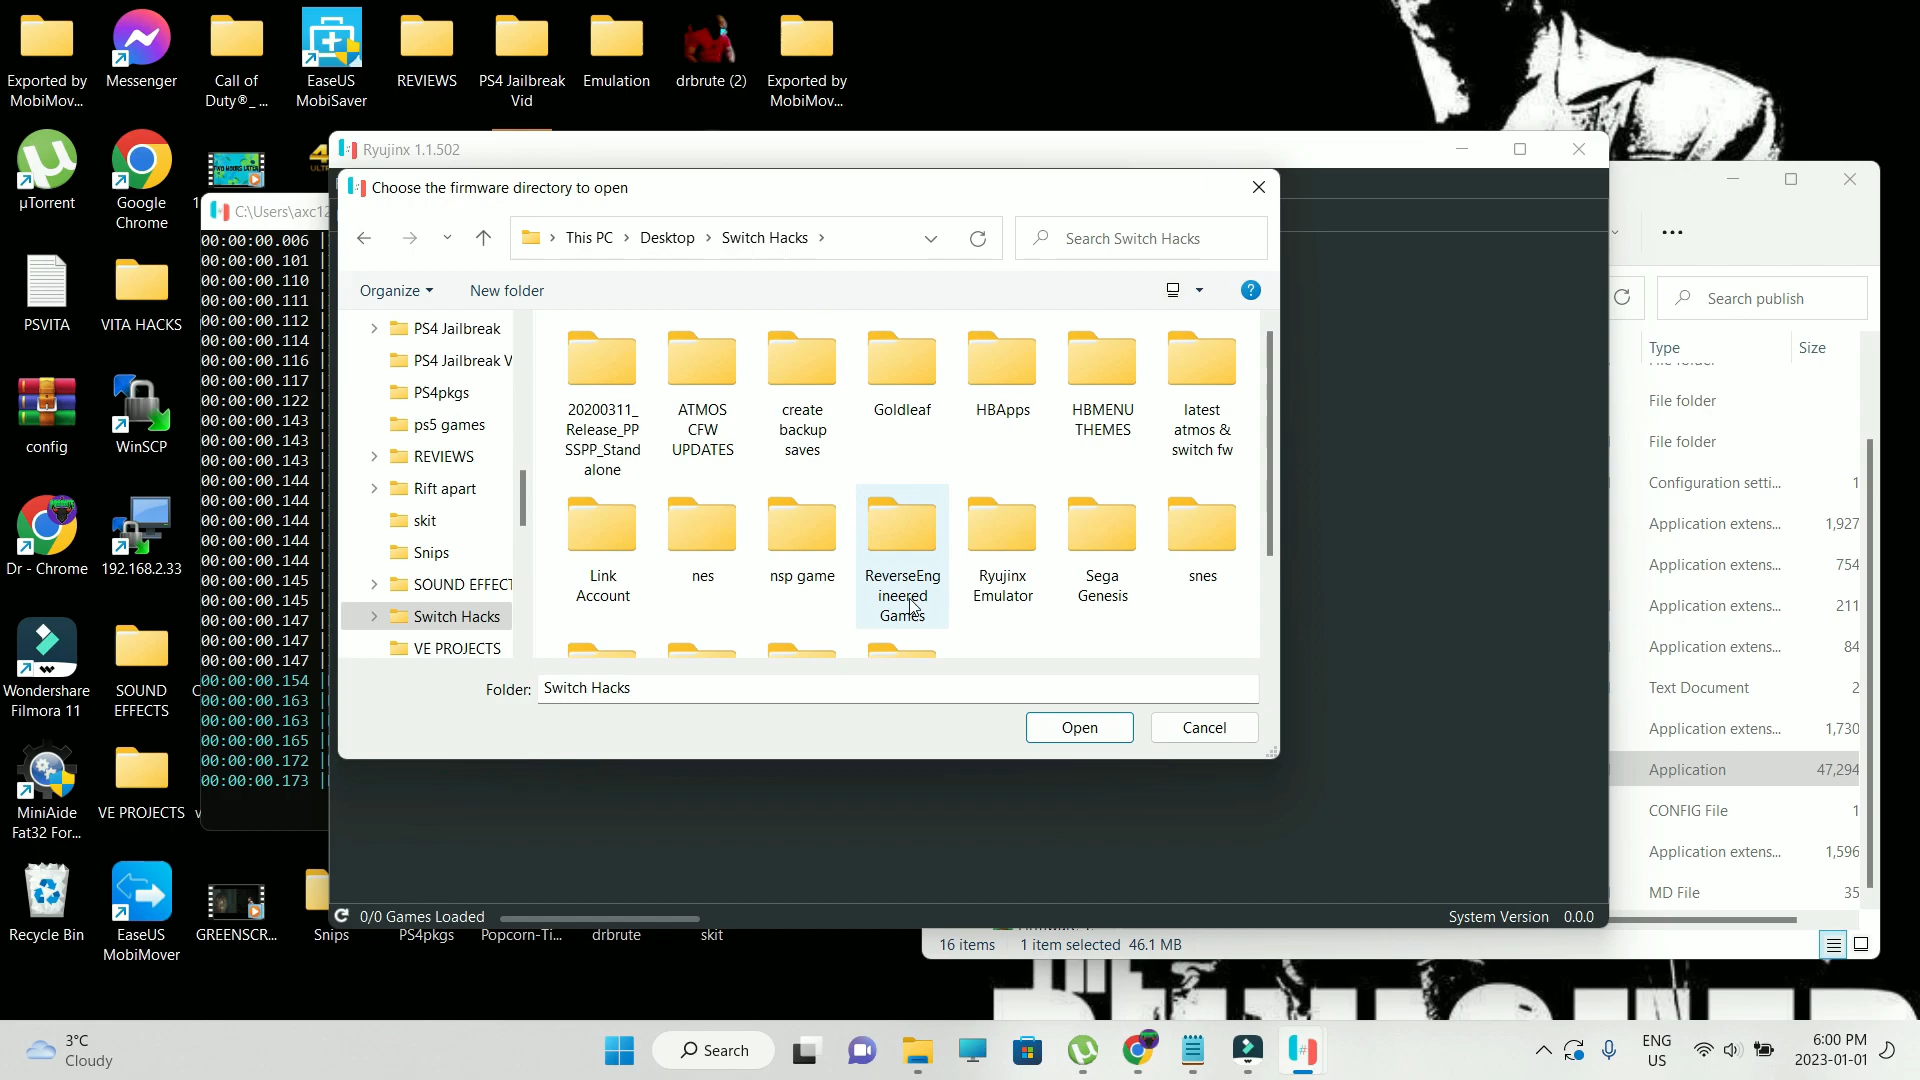 Exported by
MobiMov...
Messenger
Call of
Duty®_ ...
EaseUS
MobiSaver
REVIEWS
PS4 Jailbreak
Vid
Emulation
drbrute (2)
Exported by
MobiMov...
µTorrent
Google
Chrome
PSVITA
VITA HACKS
config
WinSCP
Dr - Chrome
192.168.2.33
Wondershare
Filmora 11
SOUND
EFFECTS
MiniAide
Fat32 For...
VE PROJECTS
Recycle Bin
EaseUS
MobiMover
GREENSCR...
Snips
PS4pkgs
Popcorn-Ti...
drbrute
skit
C:\Users\axc12
00:00:00.006 |
00:00:00.101 |
00:00:00.110 |
00:00:00.111 |
00:00:00.112 |
00:00:00.114 |
00:00:00.116 |
00:00:00.117 |
00:00:00.122 |
00:00:00.143 |
00:00:00.143 |
00:00:00.143 |
00:00:00.144 |
00:00:00.144 |
00:00:00.144 |
00:00:00.144 |
00:00:00.144 |
00:00:00.145 |
00:00:00.145 |
00:00:00.147 |
00:00:00.147 |
00:00:00.147 |
00:00:00.154 |
00:00:00.163 |
00:00:00.163 |
00:00:00.165 |
00:00:00.172 |
00:00:00.173 |
Ryujinx 1.1.502
Choose the firmware directory to open
This PC > Desktop > Switch Hacks >
Search Switch Hacks
Organize
New folder
PS4 Jailbreak
PS4 Jailbreak V
PS4pkgs
ps5 games
REVIEWS
Rift apart
skit
Snips
SOUND EFFECT
Switch Hacks
VE PROJECTS
20200311_
Release_PP
SSPP_Stand
alone
ATMOS
CFW
UPDATES
create
backup
saves
Goldleaf
HBApps
HBMENU
THEMES
latest
atmos &
switch fw
Link
Account
nes
nsp game
ReverseEng
ineered
Games
Ryujinx
Emulator
Sega
Genesis
snes
Folder:
Switch Hacks
Open
Cancel
0/0 Games Loaded
System Version 0.0.0
Search publish
Type
Size
File folder
File folder
Configuration setti...
1
Application extens...
1,927
Application extens...
754
Application extens...
211
Application extens...
84
Text Document
2
Application extens...
1,730
Application
47,294
CONFIG File
1
Application extens...
1,596
MD File
35
16 items
1 item selected 46.1 MB
3°C
Cloudy
Search
ENG
US
6:00 PM
2023-01-01